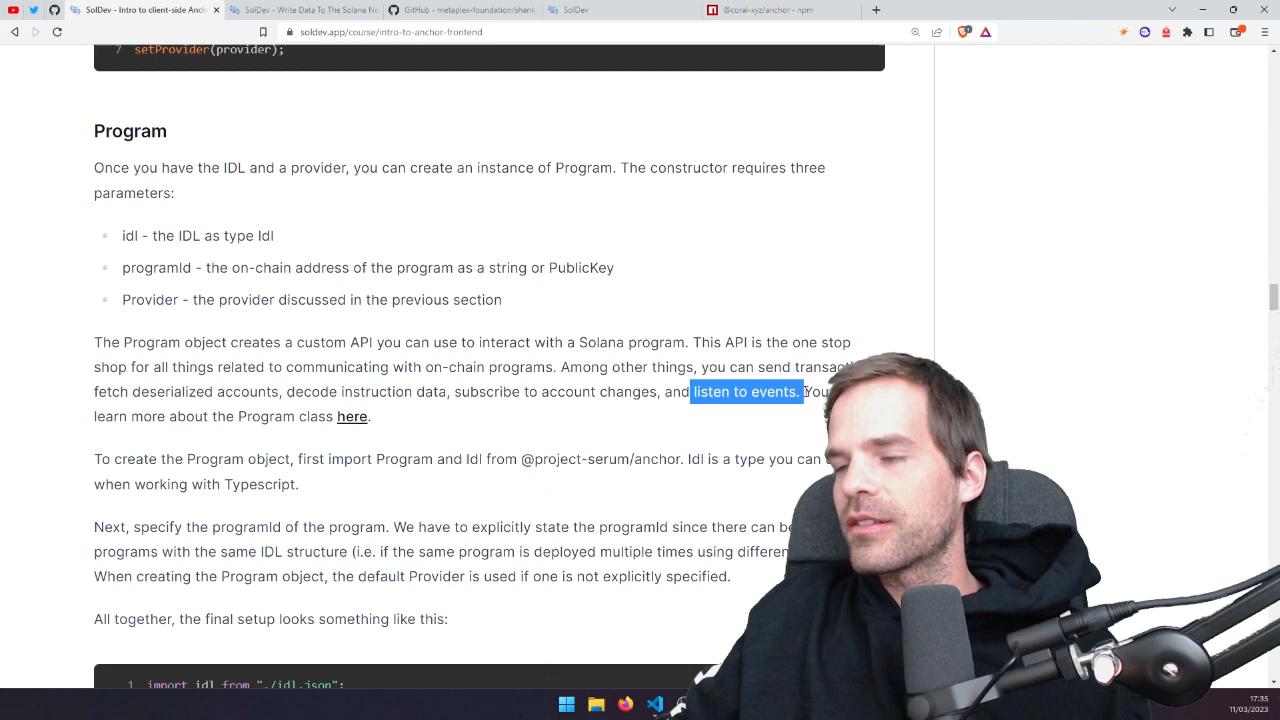 SolDev - Intro to client-side Anch
SolDev - Write Data To The Solana Ne
GitHub - metaplex-foundation/shank
SolDev
@coral-xyz/anchor - npm
soldev.app/course/intro-to-anchor-frontend
7 setProvider(provider);
Program
Once you have the IDL and a provider, you can create an instance of Program. The constructor requires three
parameters:
idl - the IDL as type Idl
programId - the on-chain address of the program as a string or PublicKey
Provider - the provider discussed in the previous section
The Program object creates a custom API you can use to interact with a Solana program. This API is the one stop
shop for all things related to communicating with on-chain programs. Among other things, you can send transacti
fetch deserialized accounts, decode instruction data, subscribe to account changes, and listen to events. You
learn more about the Program class here.
To create the Program object, first import Program and Idl from @project-serum/anchor. Idl is a type you can
when working with Typescript.
Next, specify the programId of the program. We have to explicitly state the programId since there can be
programs with the same IDL structure (i.e. if the same program is deployed multiple times using differen
When creating the Program object, the default Provider is used if one is not explicitly specified.
All together, the final setup looks something like this:
1 import idl from "./idl.json";
17:35
11/03/2023